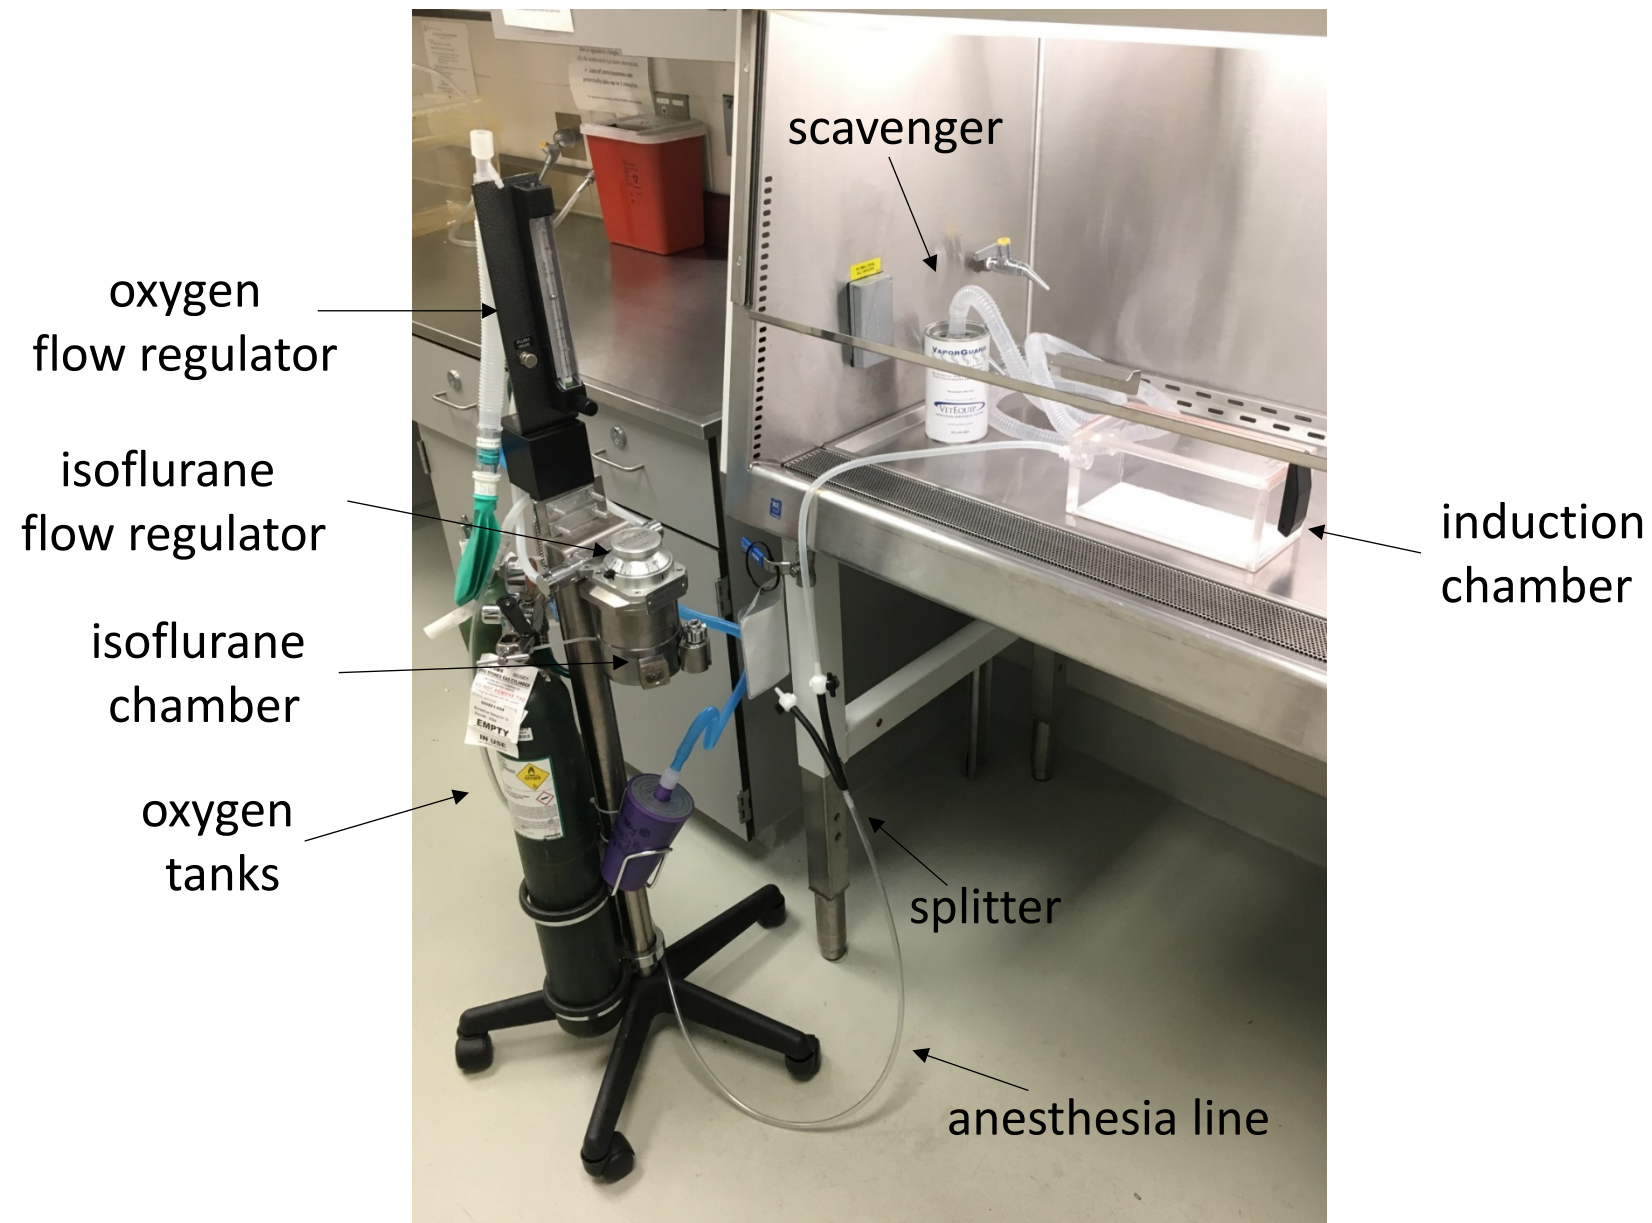 scavenger
oxygen
flow regulator
isoflurane
flow regulator
isoflurane
chamber
oxygen
tanks
induction
chamber
splitter
anesthesia line
VAPORGUARD
VETEQUIP
EMPTY
IN USE